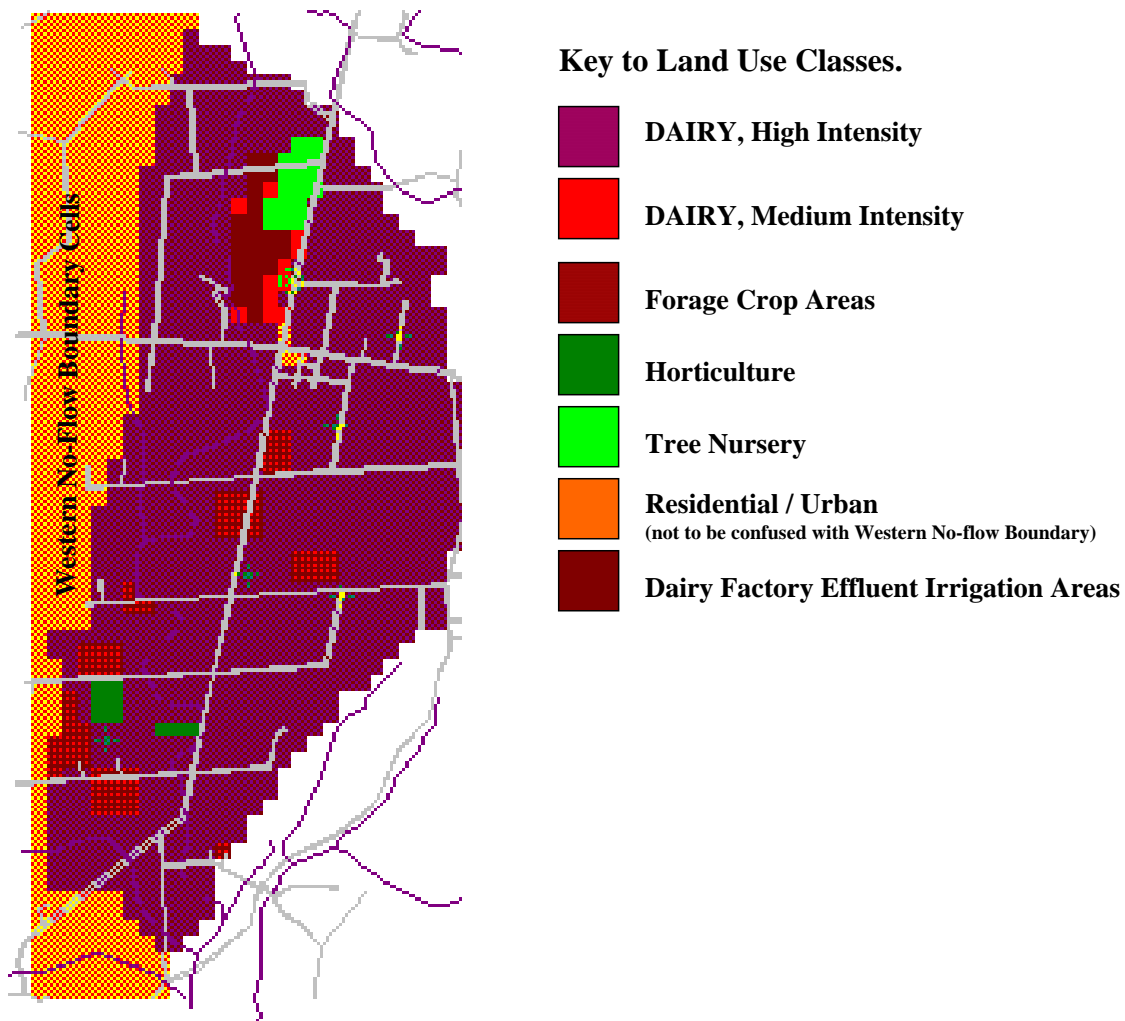 Key to Land Use Classes.
DAIRY, High Intensity
DAIRY, Medium Intensity
Forage Crop Areas
Horticulture
Tree Nursery
Residential / Urban
(not to be confused with Western No-flow Boundary)
Dairy Factory Effluent Irrigation Areas
Western No-Flow Boundary Cells